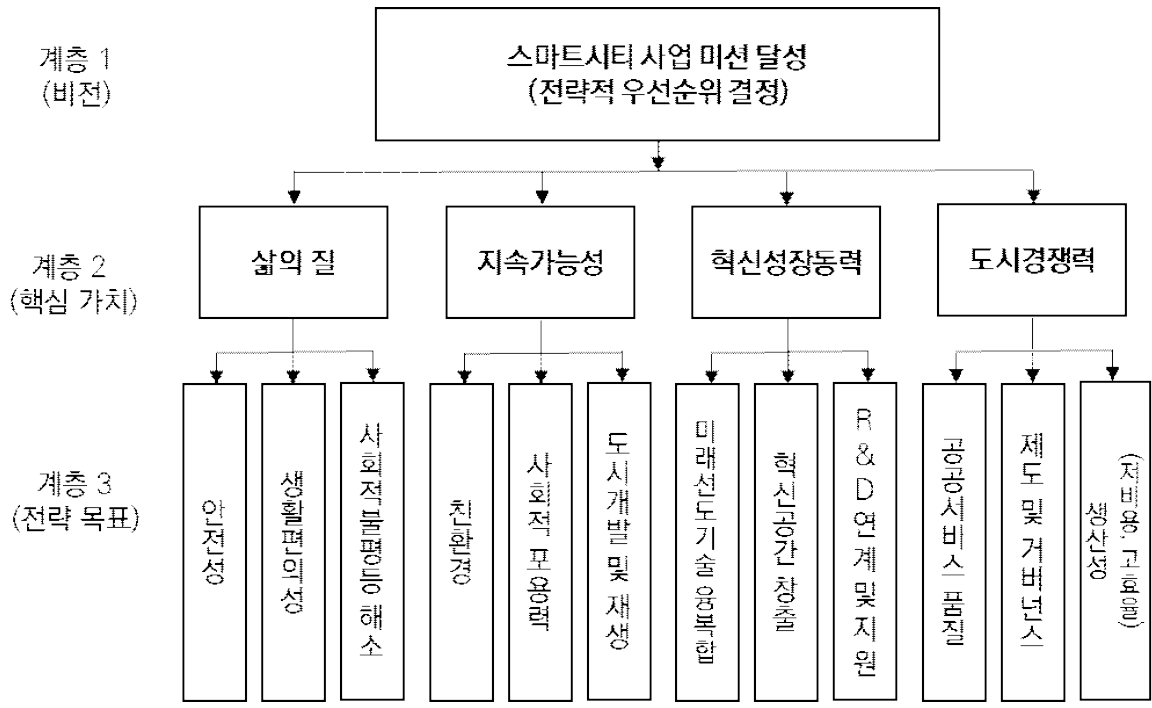 계층 1
(비전)
스마트시티 사업 미션 달성
(전략적 우선순위 결정)
계층 2
(핵심 가치)
삶의 질
지속가능성
혁신성장동력
도시경쟁력
계층 3
(전략 목표)
안전성
생활편의성
사회적불평등 해소
친환경
사회적 포용력
도시개발 및 재생
미래선도기술 융복합
혁신공간 창출
R&D연계및지원
공공서비스 품질
제도 및 거버넌스
생산성
(저비용, 고효율)